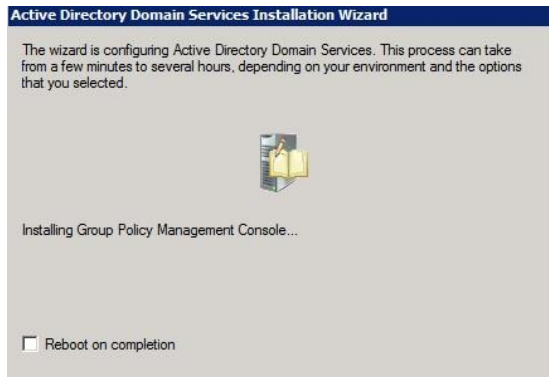 Active Directory Domain Services Installation Wizard
The wizard is configuring Active Directory Domain Services. This process can take
from a few minutes to several hours, depending on your environment and the options
that you selected.
Installing Group Policy Management Console...
Reboot on completion